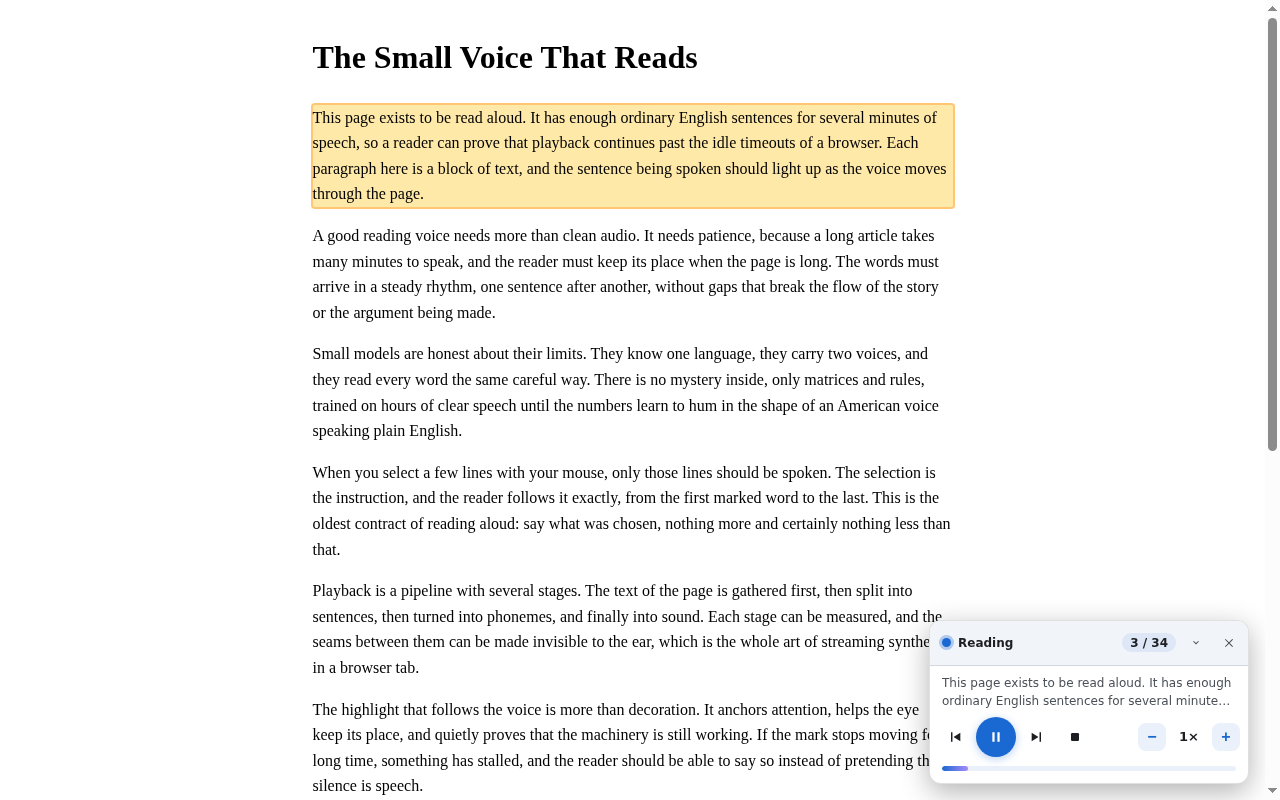 The Small Voice That Reads
This page exists to be read aloud. It has enough ordinary English sentences for several minutes of
speech, so a reader can prove that playback continues past the idle timeouts of a browser. Each
paragraph here is a block of text, and the sentence being spoken should light up as the voice moves
through the page.
A good reading voice needs more than clean audio. It needs patience, because a long article takes
many minutes to speak, and the reader must keep its place when the page is long. The words must
arrive in a steady rhythm, one sentence after another, without gaps that break the flow of the story
or the argument being made.
Small models are honest about their limits. They know one language, they carry two voices, and
they read every word the same careful way. There is no mystery inside, only matrices and rules,
trained on hours of clear speech until the numbers learn to hum in the shape of an American voice
speaking plain English.
When you select a few lines with your mouse, only those lines should be spoken. The selection is
the instruction, and the reader follows it exactly, from the first marked word to the last. This is the
oldest contract of reading aloud: say what was chosen, nothing more and certainly nothing less than
that.
Playback is a pipeline with several stages. The text of the page is gathered first, then split into
sentences, then turned into phonemes, and finally into sound. Each stage can be measured, and the
seams between them can be made invisible to the ear, which is the whole art of streaming synthe
in a browser tab.
The highlight that follows the voice is more than decoration. It anchors attention, helps the eye
keep its place, and quietly proves that the machinery is still working. If the mark stops moving f
long time, something has stalled, and the reader should be able to say so instead of pretending th
silence is speech.
Reading
3 / 34
This page exists to be read aloud. It has enough
ordinary English sentences for several minute…
− 1× +